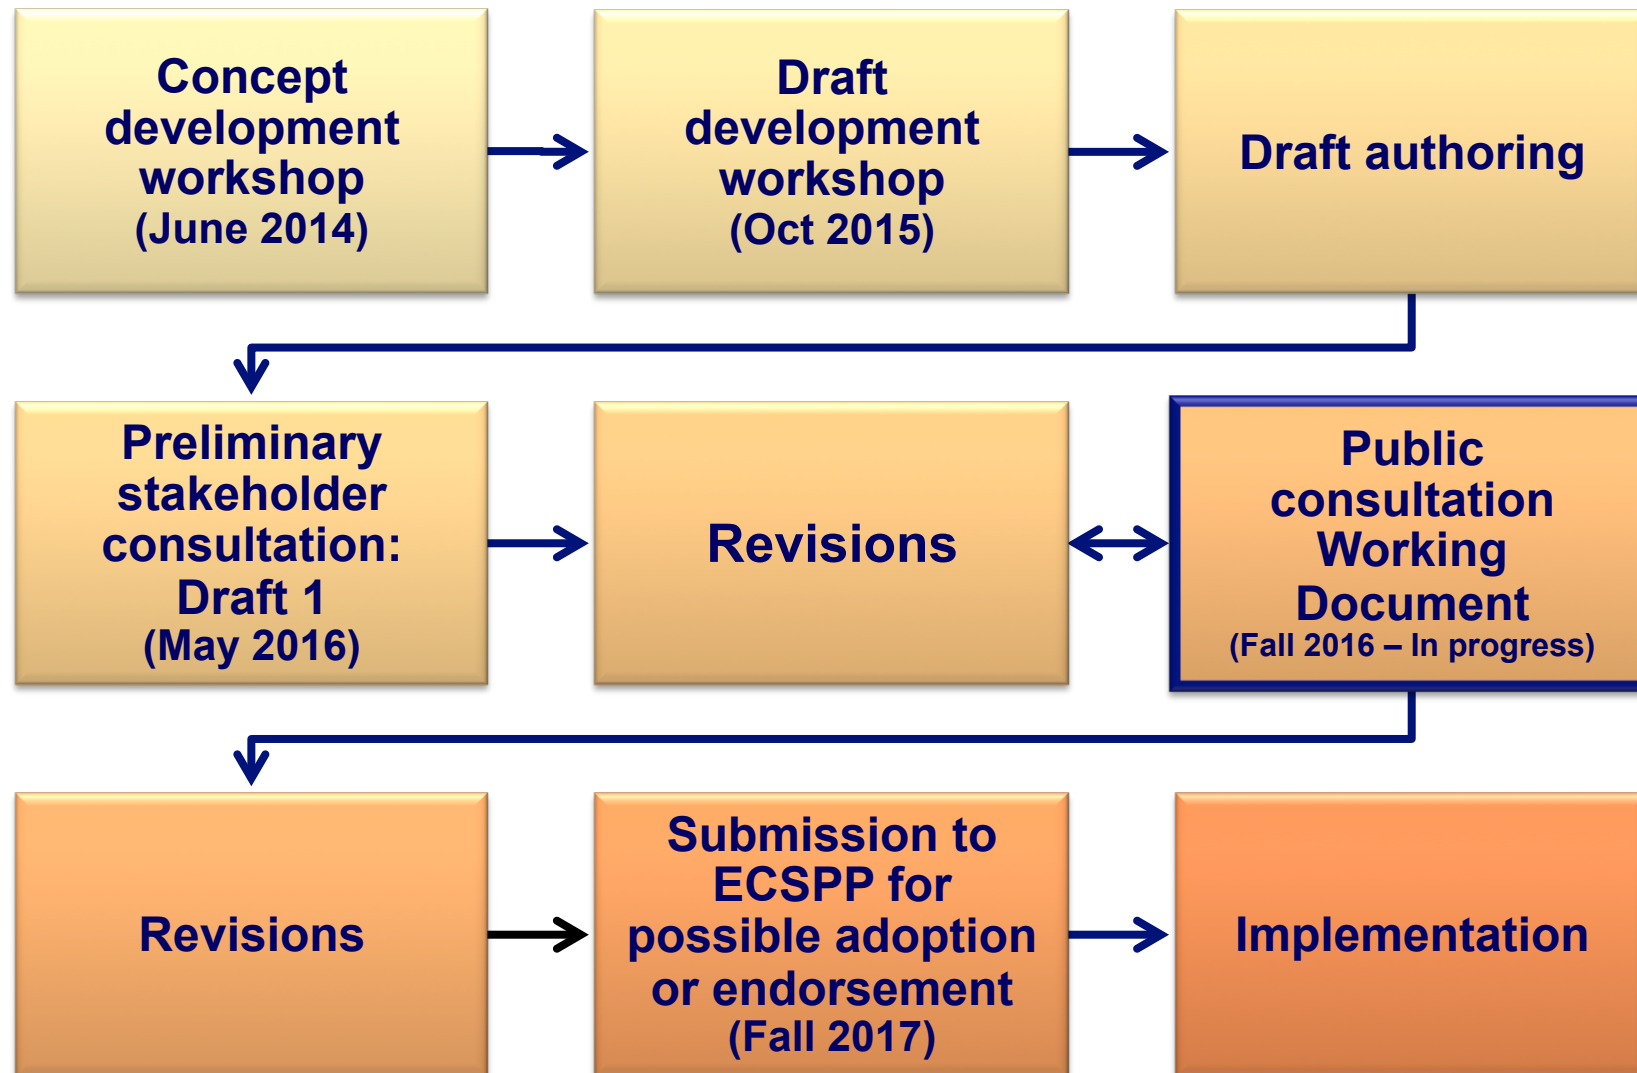 Concept
development
workshop
(June 2014)
Draft
development
workshop
(Oct 2015)
Draft authoring
Preliminary
stakeholder
consultation:
Draft 1
(May 2016)
Revisions
Public
consultation
Working
Document
(Fall 2016 – In progress)
Revisions
Submission to
ECSPP for
possible adoption
or endorsement
(Fall 2017)
Implementation